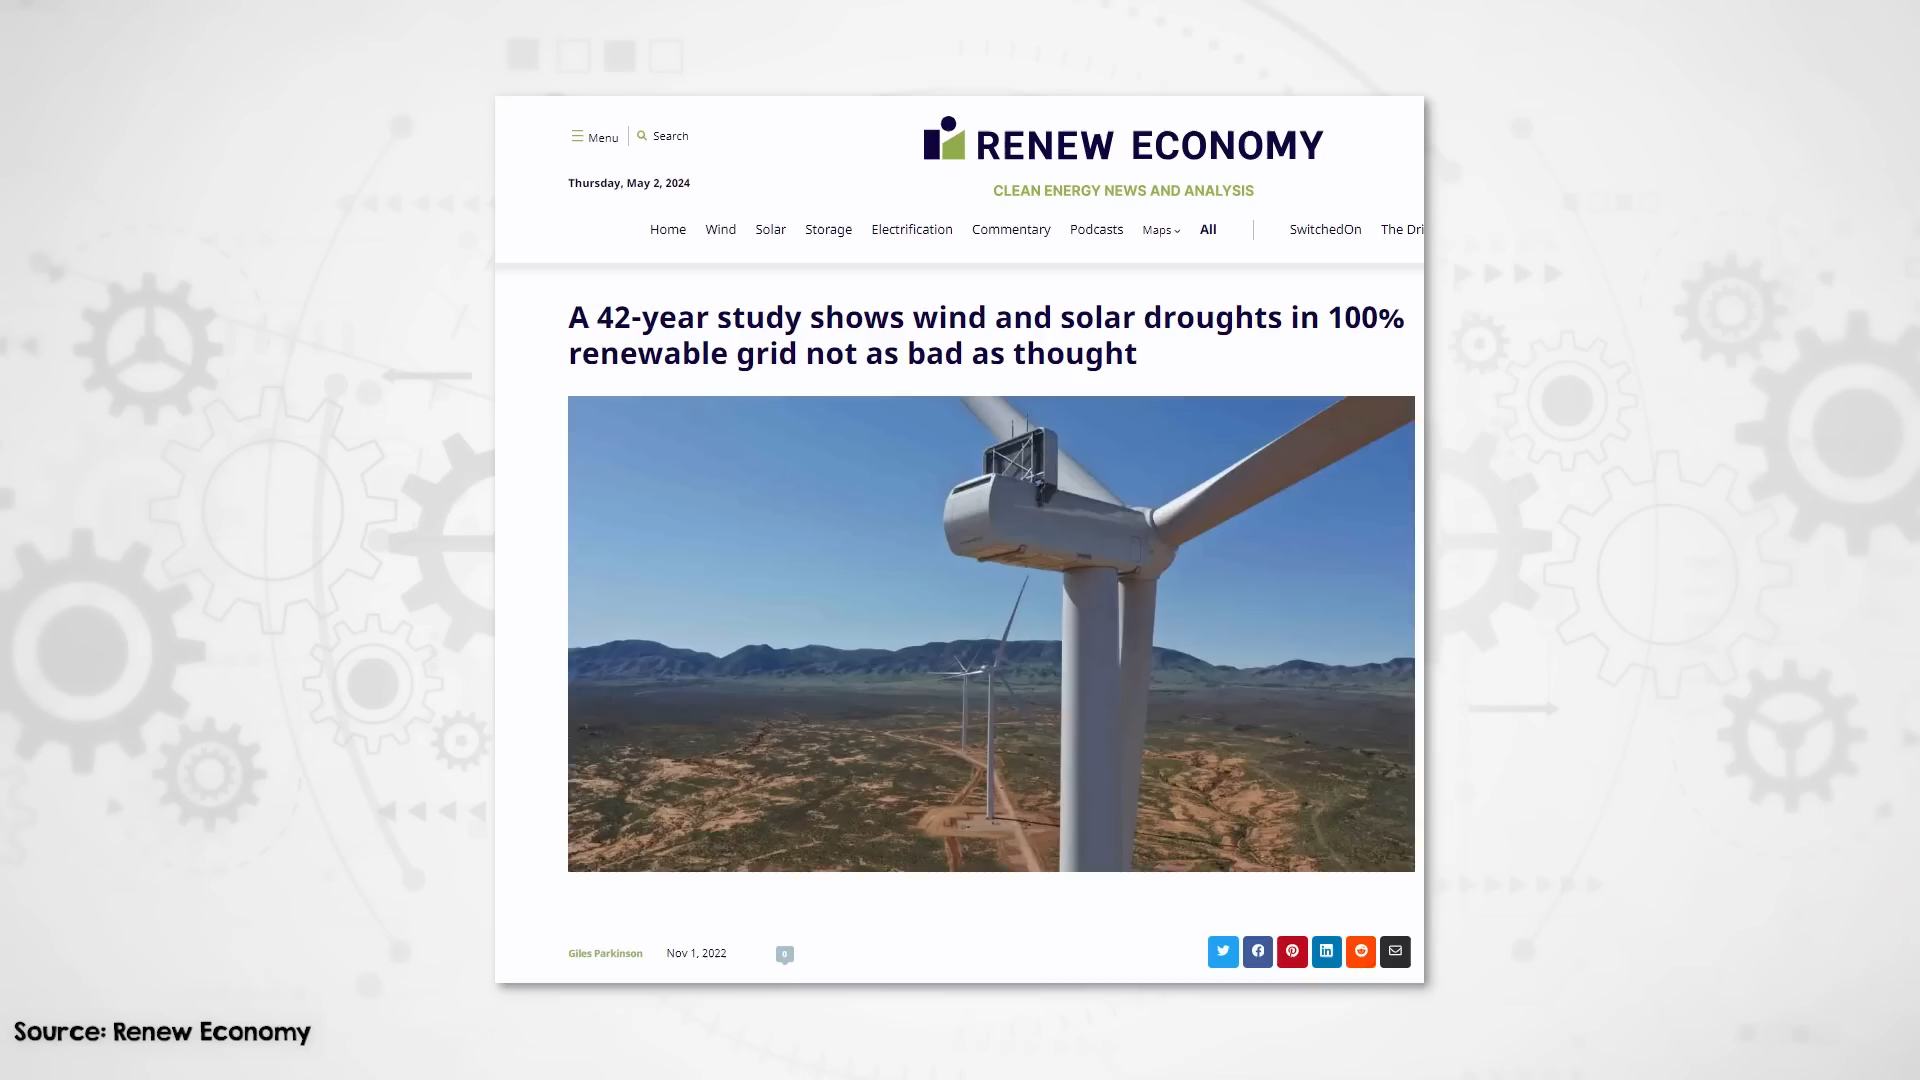 Menu
Search
RENEW ECONOMY
Thursday, May 2, 2024
CLEAN ENERGY NEWS AND ANALYSIS
Home Wind Solar Storage Electrification Commentary Podcasts Maps All SwitchedOn The Dri
A 42-year study shows wind and solar droughts in 100%
renewable grid not as bad as thought
Giles Parkinson Nov 1, 2022 0
Source: Renew Economy